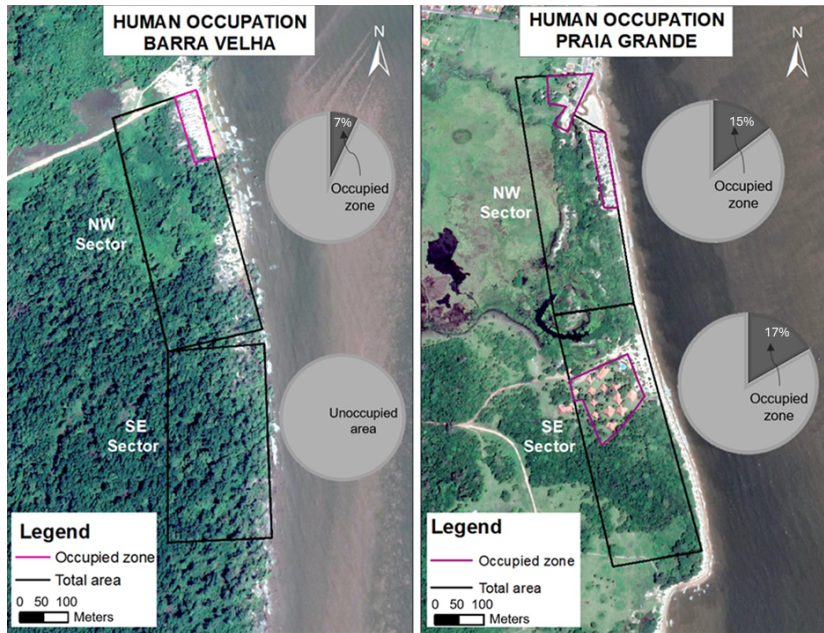 HUMAN OCCUPATION
BARRA VELHA
N
7%
Occupied
zone
NW
Sector
Unoccupied
area
SE
Sector
Legend
Occupied zone
Total area
0 50 100
Meters
HUMAN OCCUPATION
PRAIA GRANDE
N
15%
Occupied
zone
NW
Sector
17%
Occupied
zone
SE
Sector
Legend
Occupied zone
Total area
0 50 100
Meters